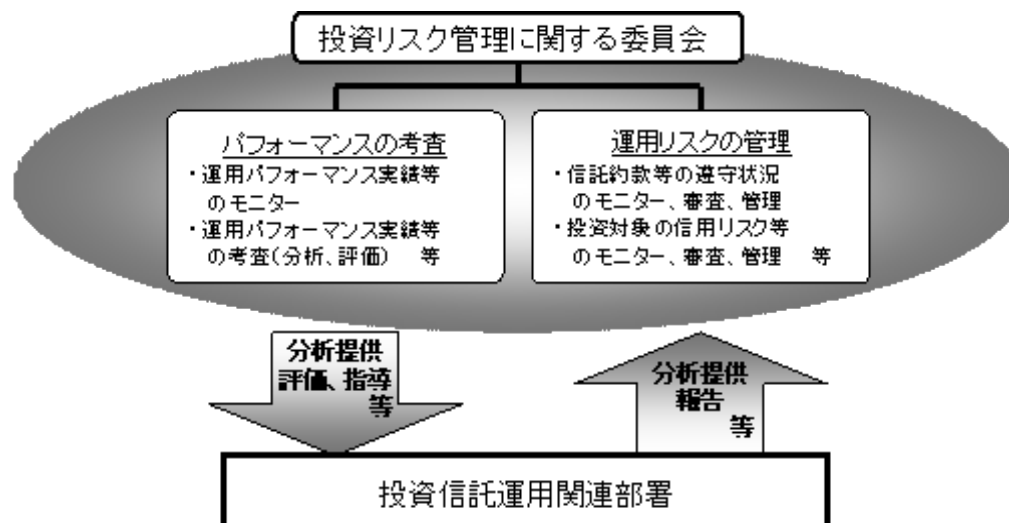 投資リスク管理に関する委員会
パフォーマンスの考査
・運用パフォーマンス実績等
のモニター
・運用パフォーマンス実績等
の考査(分析、評価) 等
運用リスクの管理
・信託約款等の遵守状況
のモニター、審査、管理
・投資対象の信用リスク等
のモニター、審査、管理 等
分析提供
評価、指導
等
分析提供
報告
等
投資信託運用関連部署